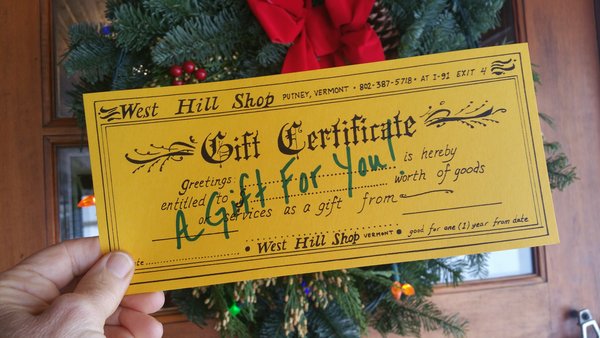 West Hill Shop PUTNEY, VERMONT • 802-387-5718 • AT I-91 EXIT 4
Gift Certificate
Greetings: is hereby
entitled to worth of goods
or services as a gift from
A Gift For You!
• West Hill Shop VERMONT • good for one (1) year from date